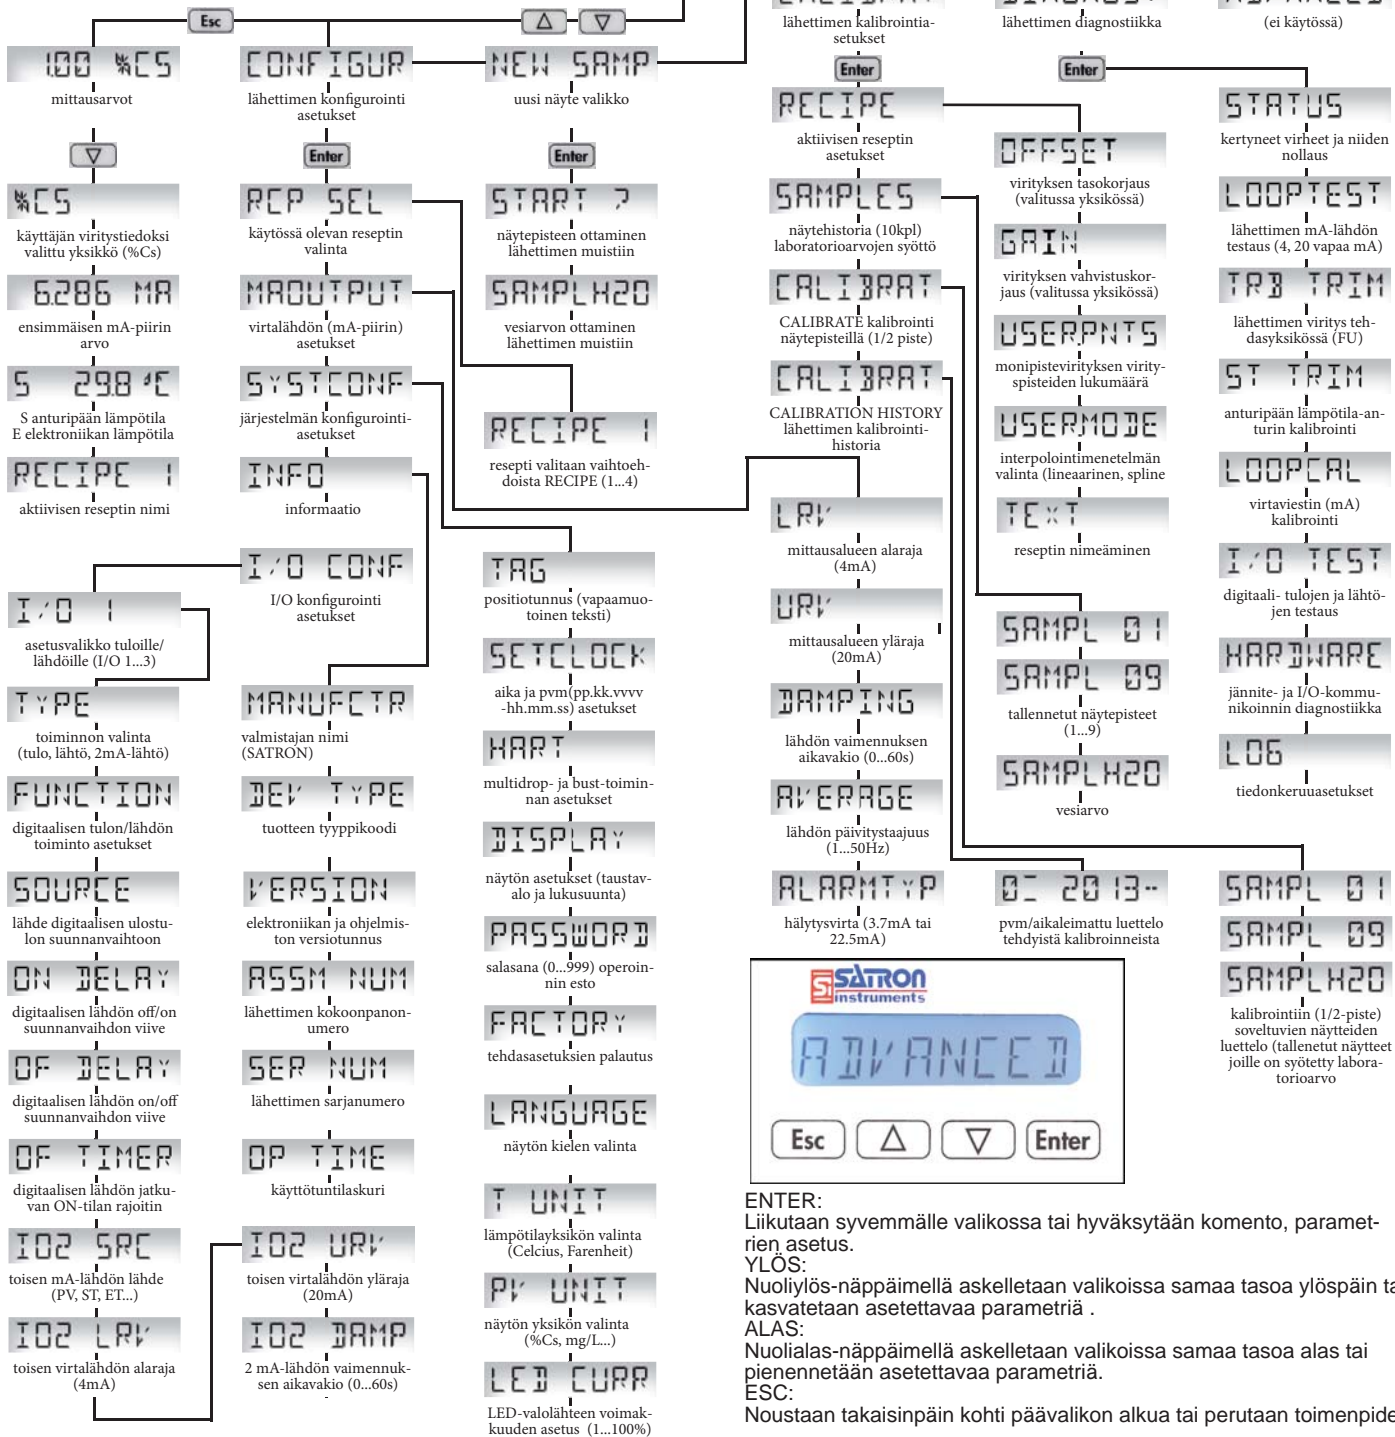 Esc
△ ▽
1.00 %CS
mittausarvot
▽
%CS
käyttäjän viritystiedoksi
valittu yksikkö (%Cs)
6.286 MA
ensimmäisen mA-piirin
arvo
S 29.8 °C
S anturipään lämpötila
E elektroniikan lämpötila
RECIPE 1
aktiivisen reseptin nimi
CONFIGUR
lähettimen konfigurointi
asetukset
Enter
RCP SEL
käytössä olevan reseptin
valinta
MAOUTPUT
virtalähdön (mA-piirin)
asetukset
SYSTCONF
järjestelmän konfigurointi-
asetukset
INFO
informaatio
I/O CONF
I/O konfigurointi
asetukset
NEW SAMP
uusi näyte valikko
Enter
START ?
näytepisteen ottaminen
lähettimen muistiin
SAMPLH2O
vesiarvon ottaminen
lähettimen muistiin
RECIPE 1
resepti valitaan vaihtoeh-
doista RECIPE (1...4)
I/O 1
asetusvalikko tuloille/
lähdöille (I/O 1...3)
TYPE
toiminnon valinta
(tulo, lähtö, 2mA-lähtö)
FUNCTION
digitaalisen tulon/lähdön
toiminto asetukset
SOURCE
lähde digitaalisen ulostu-
lon suunnanvaihtoon
ON DELAY
digitaalisen lähdön off/on
suunnanvaihdon viive
OF DELAY
digitaalisen lähdön on/off
suunnanvaihdon viive
OF TIMER
digitaalisen lähdön jatku-
van ON-tilan rajoitin
IO2 SRC
toisen mA-lähdön lähde
(PV, ST, ET...)
IO2 LRV
toisen virtalähdön alaraja
(4mA)
MANUFCTR
valmistajan nimi
(SATRON)
DEV TYPE
tuotteen tyyppikoodi
VERSION
elektroniikan ja ohjelmis-
ton versiotunnus
ASSM NUM
lähettimen kokoonpanon-
umero
SER NUM
lähettimen sarjanumero
OP TIME
käyttötuntilaskuri
IO2 URV
toisen virtalähdön yläraja
(20mA)
IO2 DAMP
2 mA-lähdön vaimennuk-
sen aikavakio (0...60s)
TAG
positiotunnus (vapaamuo-
toinen teksti)
SETCLOCK
aika ja pvm(pp.kk.vvvv
-hh.mm.ss) asetukset
HART
multidrop- ja bust-toimin-
nan asetukset
DISPLAY
näytön asetukset (taustav-
alo ja lukusuunta)
PASSWORD
salasana (0...999) operoin-
nin esto
FACTORY
tehdasasetuksien palautus
LANGUAGE
näytön kielen valinta
T UNIT
lämpötilayksikön valinta
(Celcius, Farenheit)
PV UNIT
näytön yksikön valinta
(%Cs, mg/L...)
LED CURR
LED-valolähteen voimak-
kuuden asetus (1...100%)
lähettimen kalibrointia-
setukset
Enter
RECIPE
aktiivisen reseptin
asetukset
SAMPLES
näytehistoria (10kpl)
laboratorioarvojen syöttö
CALIBRAT
CALIBRATE kalibrointi
näytepisteillä (1/2 piste)
CALIBRAT
CALIBRATION HISTORY
lähettimen kalibrointi-
historia
LRV
mittausalueen alaraja
(4mA)
URV
mittausalueen yläraja
(20mA)
DAMPING
lähdön vaimennuksen
aikavakio (0...60s)
AVERAGE
lähdön päivitystaajuus
(1...50Hz)
ALARMTYP
hälytysvirta (3.7mA tai
22.5mA)
lähettimen diagnostiikka
Enter
OFFSET
virityksen tasokorjaus
(valitussa yksikössä)
GAIN
virityksen vahvistuskor-
jaus (valitussa yksikössä)
USER.PNTS
monipistevirityksen virity-
spisteiden lukumäärä
USER.MODE
interpolointimenetelmän
valinta (lineaarinen, spline
TEXT
reseptin nimeäminen
SAMPL 01
SAMPL 09
tallennetut näytepisteet
(1...9)
SAMPLH2O
vesiarvo
pvm/aikaleimattu luettelo
tehdyistä kalibroinneista
(ei käytössä)
STATUS
kertyneet virheet ja niiden
nollaus
LOOPTEST
lähettimen mA-lähdön
testaus (4, 20 vapaa mA)
TRB TRIM
lähettimen viritys teh-
dasyksikössä (FU)
ST TRIM
anturipään lämpötila-an-
turin kalibrointi
LOOPCAL
virtaviestin (mA)
kalibrointi
I/O TEST
digitaali- tulojen ja lähtö-
jen testaus
HARDWARE
jännite- ja I/O-kommu-
nikoinnin diagnostiikka
LOG
tiedonkeruuasetukset
SAMPL 01
SAMPL 09
SAMPLH2O
kalibrointiin (1/2-piste)
soveltuvien näytteiden
luettelo (tallenetut näytteet
joille on syötetty labora-
torioarvo
SATRON
instruments
ADVANCED
Esc △ ▽ Enter
ENTER:
Liikutaan syvemmälle valikossa tai hyväksytään komento, paramet-
rien asetus.
YLÖS:
Nuoliylös-näppäimellä askelletaan valikoissa samaa tasoa ylöspäin ta
kasvatetaan asetettavaa parametriä .
ALAS:
Nuolialas-näppäimellä askelletaan valikoissa samaa tasoa alas tai
pienennetään asetettavaa parametriä.
ESC:
Noustaan takaisinpäin kohti päävalikon alkua tai perutaan toimenpide